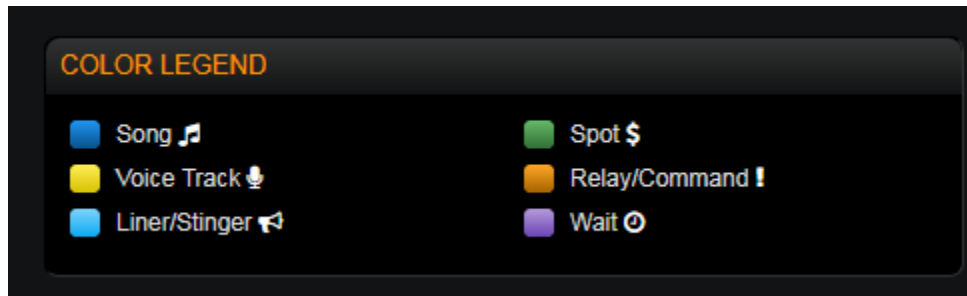 COLOR LEGEND
Song
Spot $
Voice Track
Relay/Command !
Liner/Stinger
Wait